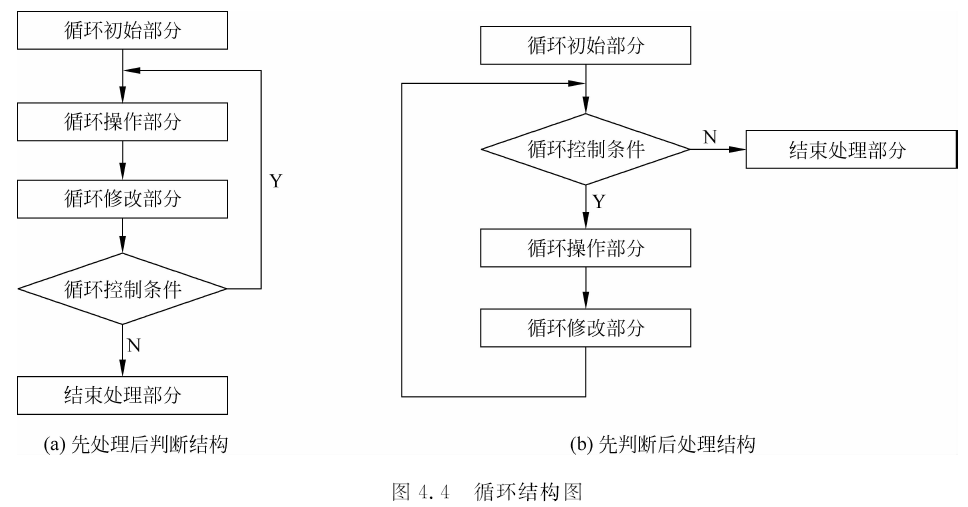 循环初始部分
循环操作部分
循环修改部分
循环控制条件
Y
N
结束处理部分
(a) 先处理后判断结构
循环初始部分
循环控制条件
N
结束处理部分
Y
循环操作部分
循环修改部分
(b) 先判断后处理结构
图 4.4 循环结构图